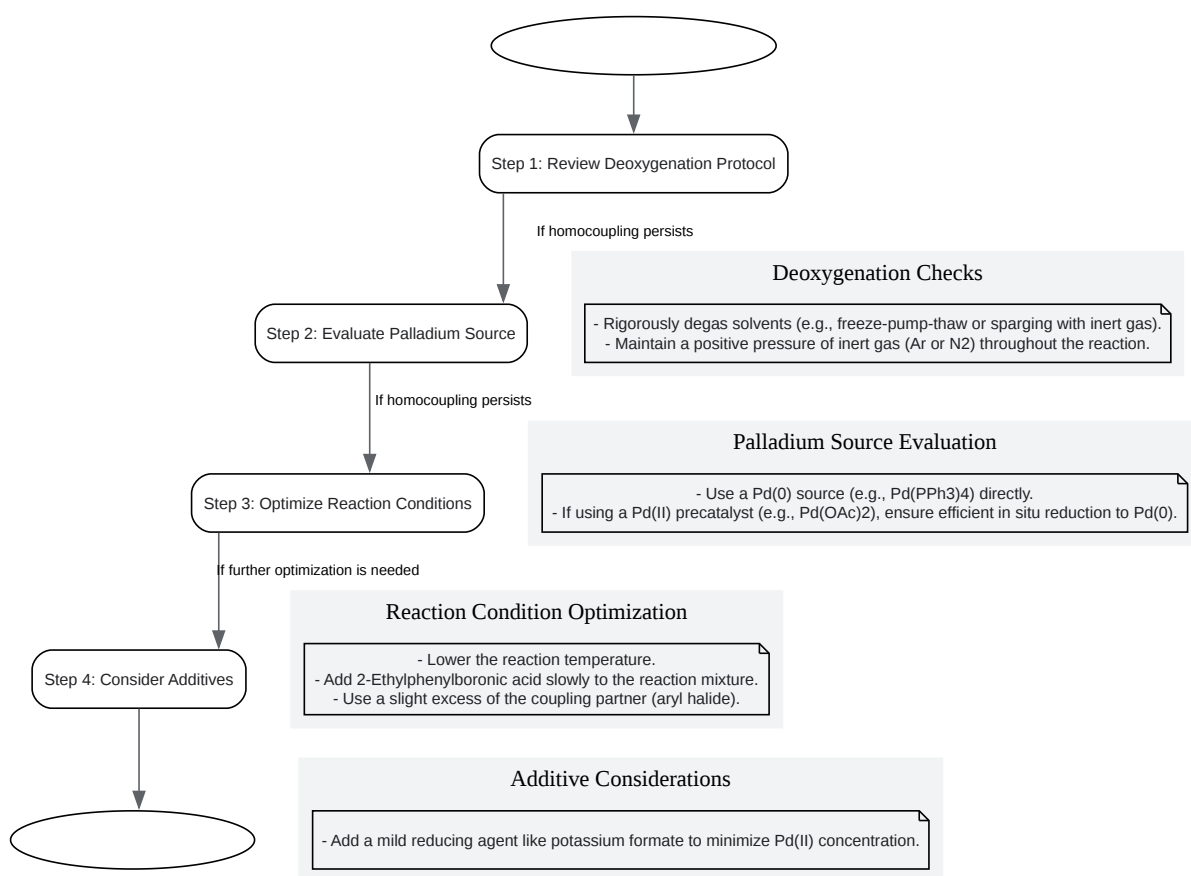 Step 1: Review Deoxygenation Protocol
If homocoupling persists
Deoxygenation Checks
- Rigorously degas solvents (e.g., freeze-pump-thaw or sparging with inert gas).
- Maintain a positive pressure of inert gas (Ar or N2) throughout the reaction.
Step 2: Evaluate Palladium Source
If homocoupling persists
Palladium Source Evaluation
- Use a Pd(0) source (e.g., Pd(PPh3)4) directly.
- If using a Pd(II) precatalyst (e.g., Pd(OAc)2), ensure efficient in situ reduction to Pd(0).
Step 3: Optimize Reaction Conditions
If further optimization is needed
Reaction Condition Optimization
- Lower the reaction temperature.
- Add 2-Ethylphenylboronic acid slowly to the reaction mixture.
- Use a slight excess of the coupling partner (aryl halide).
Step 4: Consider Additives
Additive Considerations
- Add a mild reducing agent like potassium formate to minimize Pd(II) concentration.